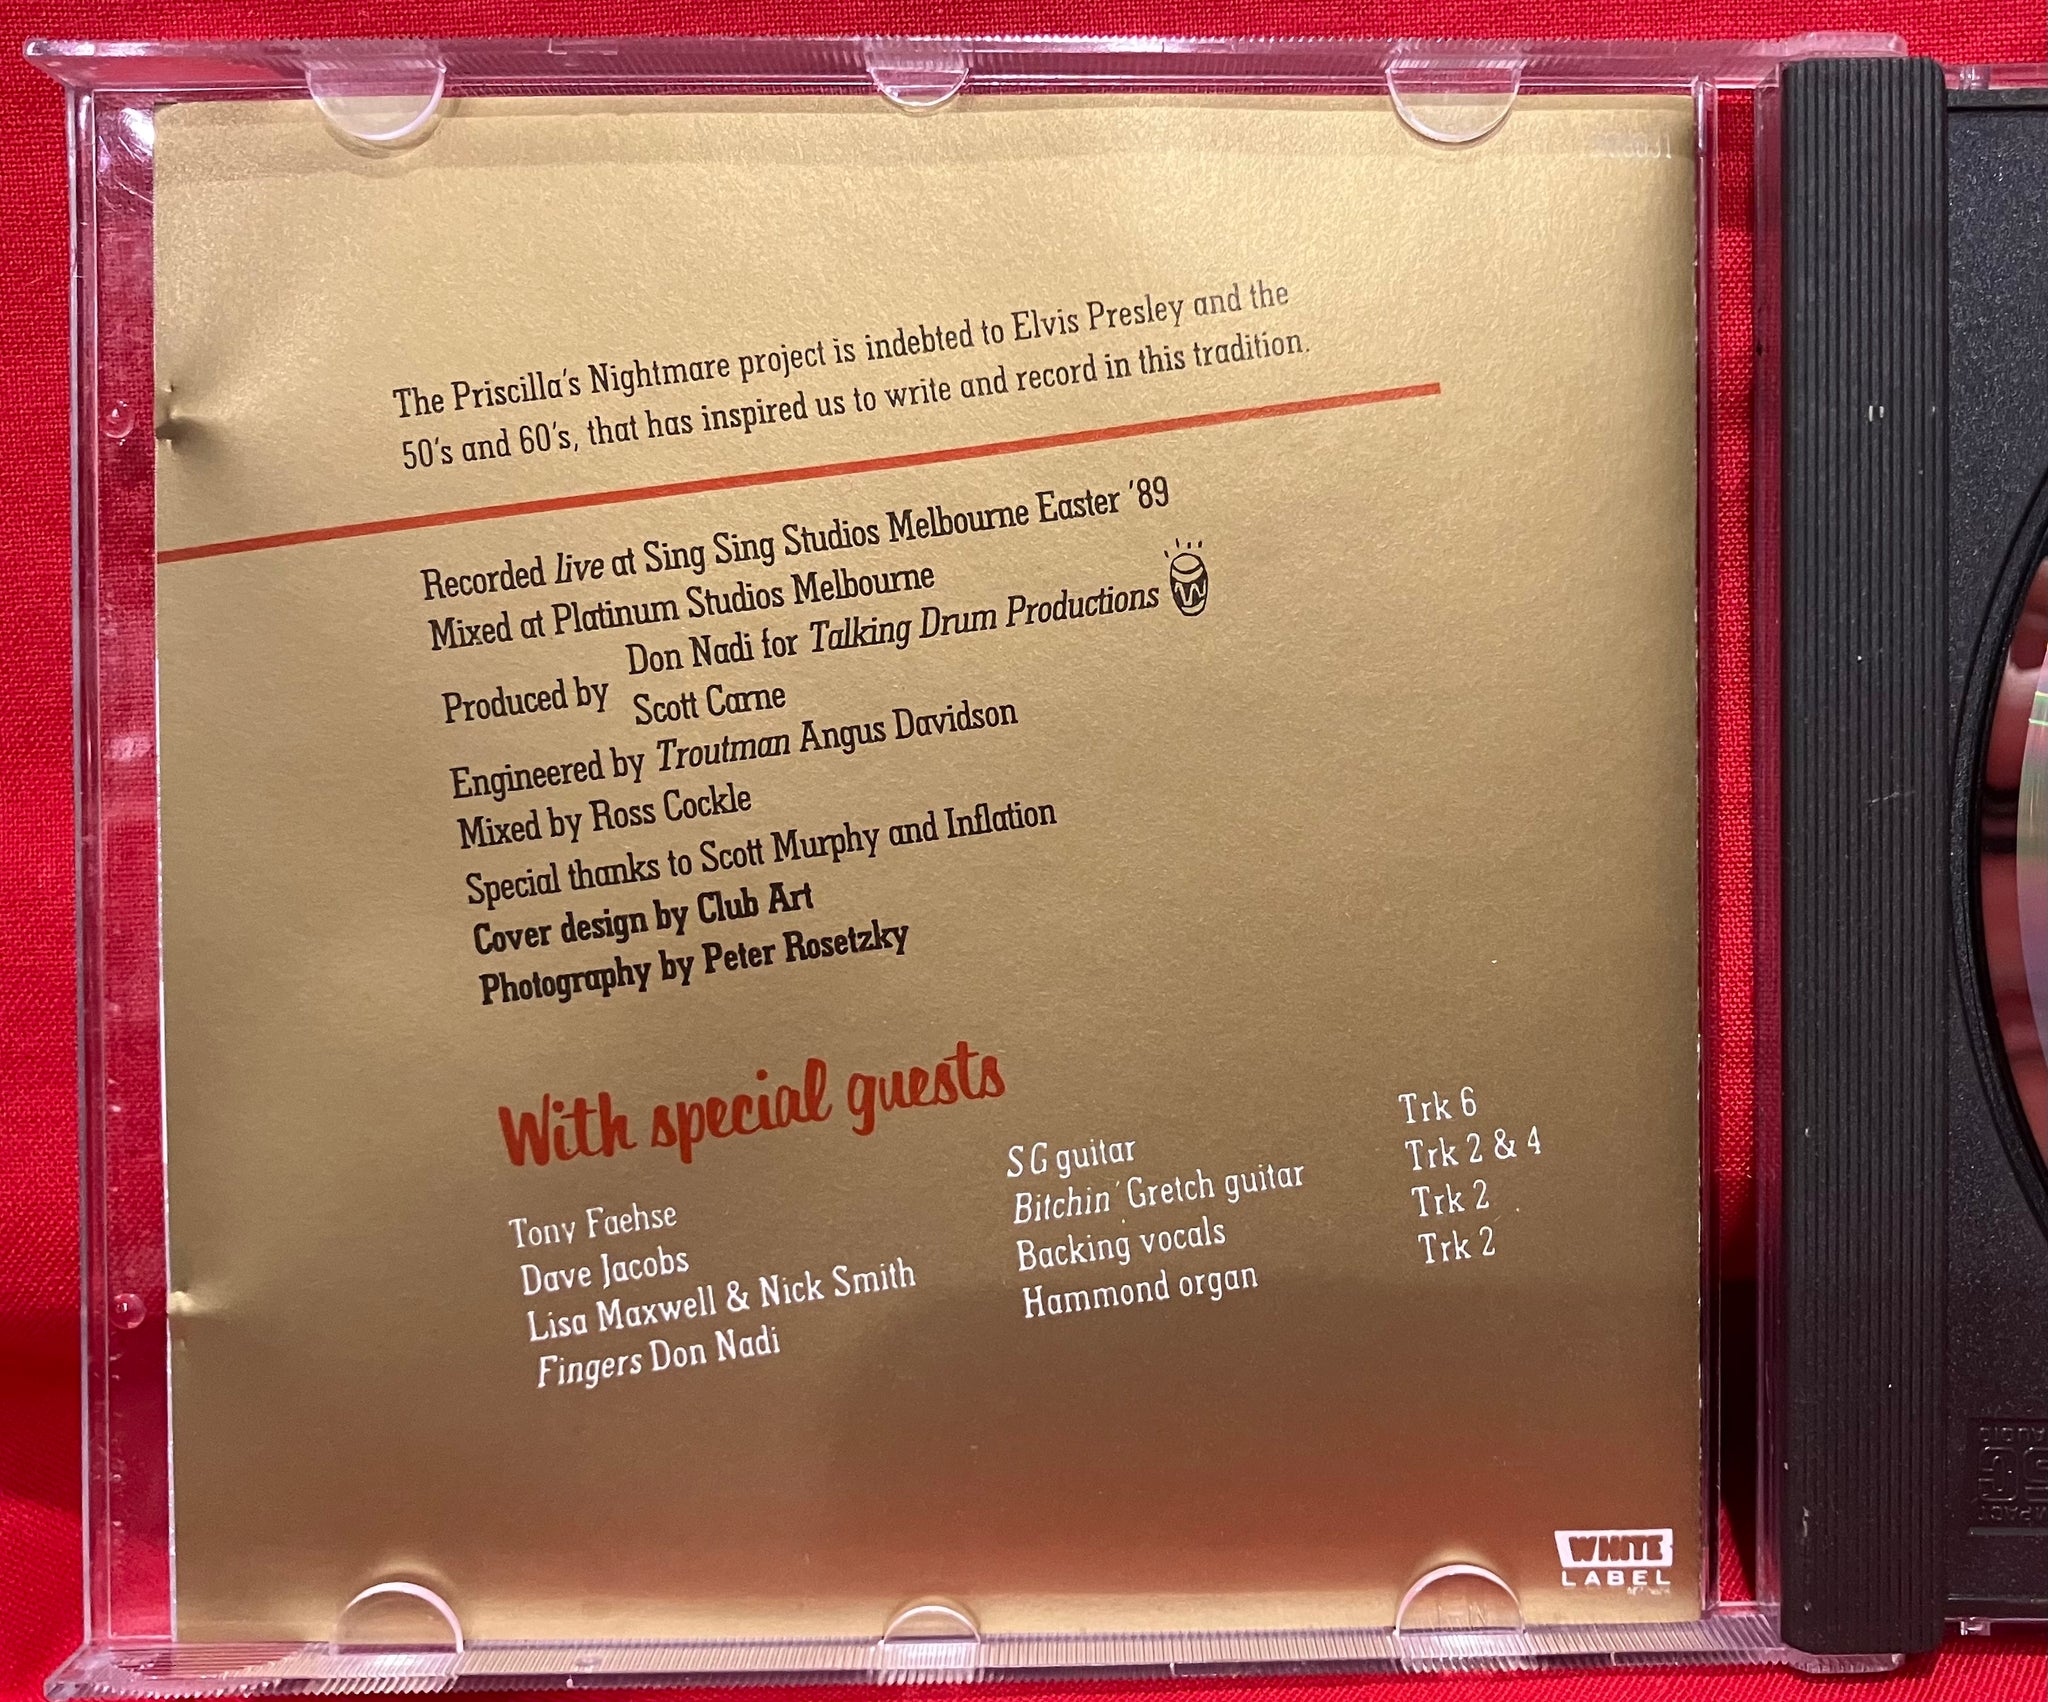 The Priscilla's Nightmare project is indebted to Elvis Presley and the
50's and 60's, that has inspired us to write and record in this tradition.
Recorded live at Sing Sing Studios Melbourne Easter '89
Mixed at Platinum Studios Melbourne
Produced by Don Nadi for Talking Drum Productions
Scott Carne
Engineered by Troutman Angus Davidson
Mixed by Ross Cockle
Special thanks to Scott Murphy and Inflation
Cover design by Club Art
Photography by Peter Rosetzky
With special guests
Tony Faehse SG guitar Trk 6
Dave Jacobs Bitchin' Gretch guitar Trk 2 & 4
Lisa Maxwell & Nick Smith Backing vocals Trk 2
Fingers Don Nadi Hammond organ Trk 2
WHITE
LABEL